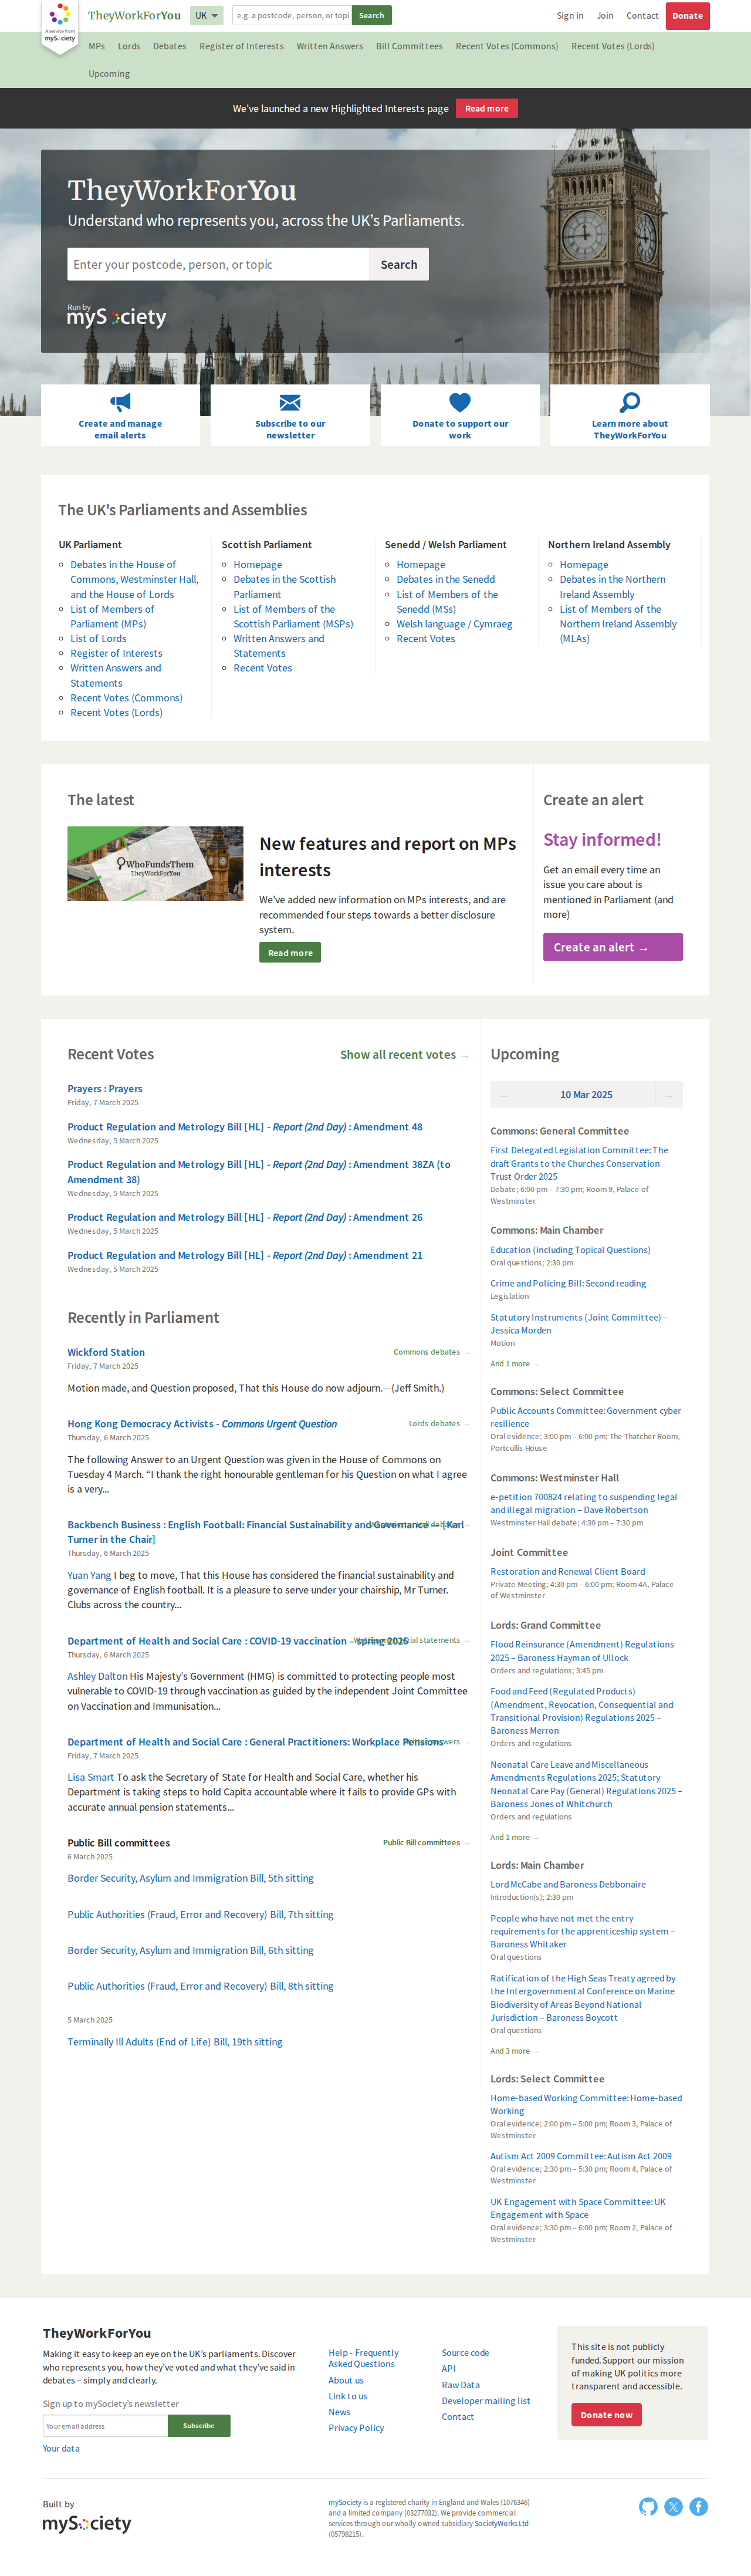 A service from
mySociety
TheyWorkForYou
UK
e.g. a postcode, person, or topi
Search
Sign in
Join
Contact
Donate
MPs
Lords
Debates
Register of Interests
Written Answers
Bill Committees
Recent Votes (Commons)
Recent Votes (Lords)
Upcoming
We've launched a new Highlighted Interests page
Read more
TheyWorkForYou
Understand who represents you, across the UK’s Parliaments.
Enter your postcode, person, or topic
Search
Run by
mySociety
Create and manage
email alerts
Subscribe to our
newsletter
Donate to support our
work
Learn more about
TheyWorkForYou
The UK's Parliaments and Assemblies
UK Parliament
Debates in the House of
Commons, Westminster Hall,
and the House of Lords
List of Members of
Parliament (MPs)
List of Lords
Register of Interests
Written Answers and
Statements
Recent Votes (Commons)
Recent Votes (Lords)
Scottish Parliament
Homepage
Debates in the Scottish
Parliament
List of Members of the
Scottish Parliament (MSPs)
Written Answers and
Statements
Recent Votes
Senedd / Welsh Parliament
Homepage
Debates in the Senedd
List of Members of the
Senedd (MSs)
Welsh language / Cymraeg
Recent Votes
Northern Ireland Assembly
Homepage
Debates in the Northern
Ireland Assembly
List of Members of the
Northern Ireland Assembly
(MLAs)
The latest
WhoFundsThem
TheyWorkForYou
New features and report on MPs
interests
We've added new information on MPs interests, and are
recommended four steps towards a better disclosure
system.
Read more
Create an alert
Stay informed!
Get an email every time an
issue you care about is
mentioned in Parliament (and
more)
Create an alert →
Recent Votes
Show all recent votes →
Prayers : Prayers
Friday, 7 March 2025
Product Regulation and Metrology Bill [HL] - Report (2nd Day) : Amendment 48
Wednesday, 5 March 2025
Product Regulation and Metrology Bill [HL] - Report (2nd Day) : Amendment 38ZA (to
Amendment 38)
Wednesday, 5 March 2025
Product Regulation and Metrology Bill [HL] - Report (2nd Day) : Amendment 26
Wednesday, 5 March 2025
Product Regulation and Metrology Bill [HL] - Report (2nd Day) : Amendment 21
Wednesday, 5 March 2025
Recently in Parliament
Wickford Station
Commons debates →
Friday, 7 March 2025
Motion made, and Question proposed, That this House do now adjourn.—(Jeff Smith.)
Hong Kong Democracy Activists - Commons Urgent Question
Lords debates →
Thursday, 6 March 2025
The following Answer to an Urgent Question was given in the House of Commons on
Tuesday 4 March. “I thank the right honourable gentleman for his Question on what I agree
is a very...
Backbench Business : English Football: Financial Sustainability and Governance — [Karl
Turner in the Chair]
Thursday, 6 March 2025
Yuan Yang I beg to move, That this House has considered the financial sustainability and
governance of English football. It is a pleasure to serve under your chairship, Mr Turner.
Clubs across the country...
Department of Health and Social Care : COVID-19 vaccination – spring 2025
statements →
Thursday, 6 March 2025
Ashley Dalton His Majesty’s Government (HMG) is committed to protecting people most
vulnerable to COVID-19 through vaccination as guided by the independent Joint Committee
on Vaccination and Immunisation...
Department of Health and Social Care : General Practitioners: Workplace Pensions
Friday, 7 March 2025
Lisa Smart To ask the Secretary of State for Health and Social Care, whether his
Department is taking steps to hold Capita accountable where it fails to provide GPs with
accurate annual pension statements...
Public Bill committees
Public Bill committees →
6 March 2025
Border Security, Asylum and Immigration Bill, 5th sitting
Public Authorities (Fraud, Error and Recovery) Bill, 7th sitting
Border Security, Asylum and Immigration Bill, 6th sitting
Public Authorities (Fraud, Error and Recovery) Bill, 8th sitting
5 March 2025
Terminally Ill Adults (End of Life) Bill, 19th sitting
Upcoming
← 10 Mar 2025 →
Commons: General Committee
First Delegated Legislation Committee: The
draft Grants to the Churches Conservation
Trust Order 2025
Debate; 6:00 pm – 7:30 pm; Room 9, Palace of
Westminster
Commons: Main Chamber
Education (including Topical Questions)
Oral questions; 2:30 pm
Crime and Policing Bill: Second reading
Legislation
Statutory Instruments (Joint Committee) –
Jessica Morden
Motion
And 1 more →
Commons: Select Committee
Public Accounts Committee: Government cyber
resilience
Oral evidence; 3:00 pm – 6:00 pm; The Thatcher Room,
Portcullis House
Commons: Westminster Hall
e-petition 700824 relating to suspending legal
and illegal migration – Dave Robertson
Westminster Hall debate; 4:30 pm – 7:30 pm
Joint Committee
Restoration and Renewal Client Board
Private Meeting; 4:30 pm – 6:00 pm; Room 4A, Palace
of Westminster
Lords: Grand Committee
Flood Reinsurance (Amendment) Regulations
2025 – Baroness Hayman of Ullock
Orders and regulations; 3:45 pm
Food and Feed (Regulated Products)
(Amendment, Revocation, Consequential and
Transitional Provision) Regulations 2025 –
Baroness Merron
Orders and regulations
Neonatal Care Leave and Miscellaneous
Amendments Regulations 2025; Statutory
Neonatal Care Pay (General) Regulations 2025 –
Baroness Jones of Whitchurch
Orders and regulations
And 1 more →
Lords: Main Chamber
Lord McCabe and Baroness Debbonaire
Introduction(s); 2:30 pm
People who have not met the entry
requirements for the apprenticeship system –
Baroness Whitaker
Oral questions
Ratification of the High Seas Treaty agreed by
the Intergovernmental Conference on Marine
Biodiversity of Areas Beyond National
Jurisdiction – Baroness Boycott
Oral questions
And 3 more →
Lords: Select Committee
Home-based Working Committee: Home-based
Working
Oral evidence; 2:00 pm – 5:00 pm; Room 3, Palace of
Westminster
Autism Act 2009 Committee: Autism Act 2009
Oral evidence; 2:30 pm – 5:30 pm; Room 4, Palace of
Westminster
UK Engagement with Space Committee: UK
Engagement with Space
Oral evidence; 3:30 pm – 6:00 pm; Room 2, Palace of
Westminster
TheyWorkForYou
Making it easy to keep an eye on the UK’s parliaments. Discover
who represents you, how they’ve voted and what they’ve said in
debates – simply and clearly.
Sign up to mySociety’s newsletter
Your email address
Subscribe
Your data
Help - Frequently
Asked Questions
About us
Link to us
News
Privacy Policy
Source code
API
Raw Data
Developer mailing list
Contact
This site is not publicly
funded. Support our mission
of making UK politics more
transparent and accessible.
Donate now
Built by
mySociety
mySociety is a registered charity in England and Wales (1076346)
and a limited company (03277032). We provide commercial
services through our wholly owned subsidiary SocietyWorks Ltd
(05798215).